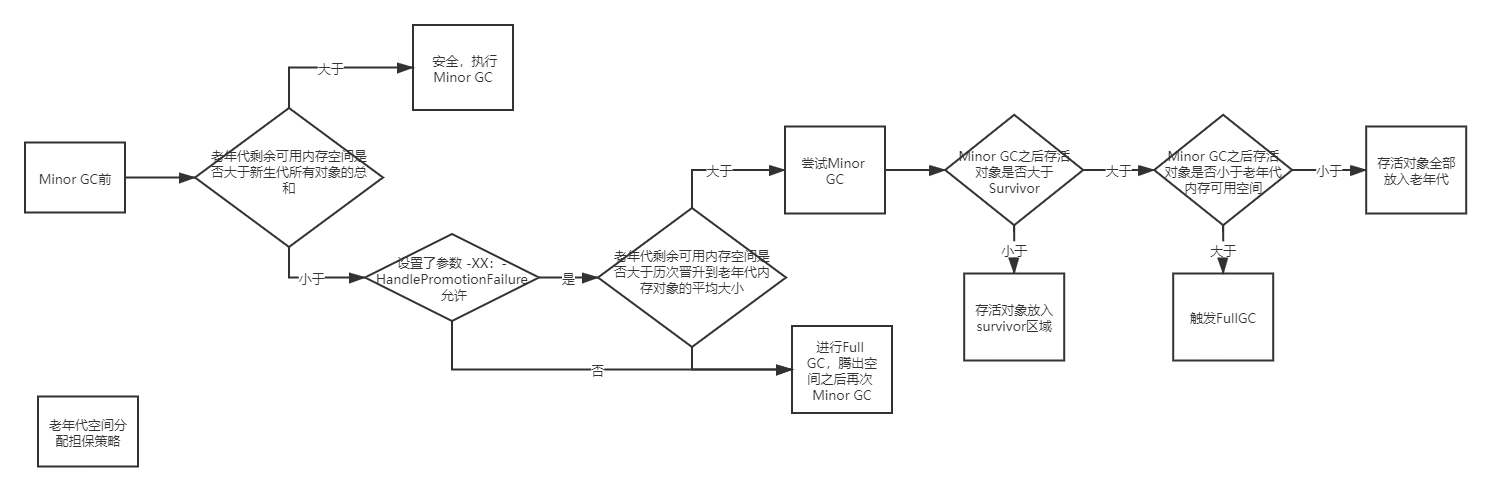 Minor GC前
老年代剩余可用内存空间是
否大于新生代所有对象的总
和
大于
安全，执行
Minor GC
小于
设置了参数 -XX：-
HandlePromotionFailure
允许
是
否
老年代剩余可用内存空间是
否大于历次晋升到老年代内
存对象的平均大小
大于
尝试Minor
GC
进行Full
GC，腾出空
间之后再次
Minor GC
Minor GC之后存活
对象是否大于
Survivor
大于
小于
存活对象放入
survivor区域
Minor GC之后存活
对象是否小于老年代
内存可用空间
小于
存活对象全部
放入老年代
大于
触发FullGC
老年代空间分
配担保策略